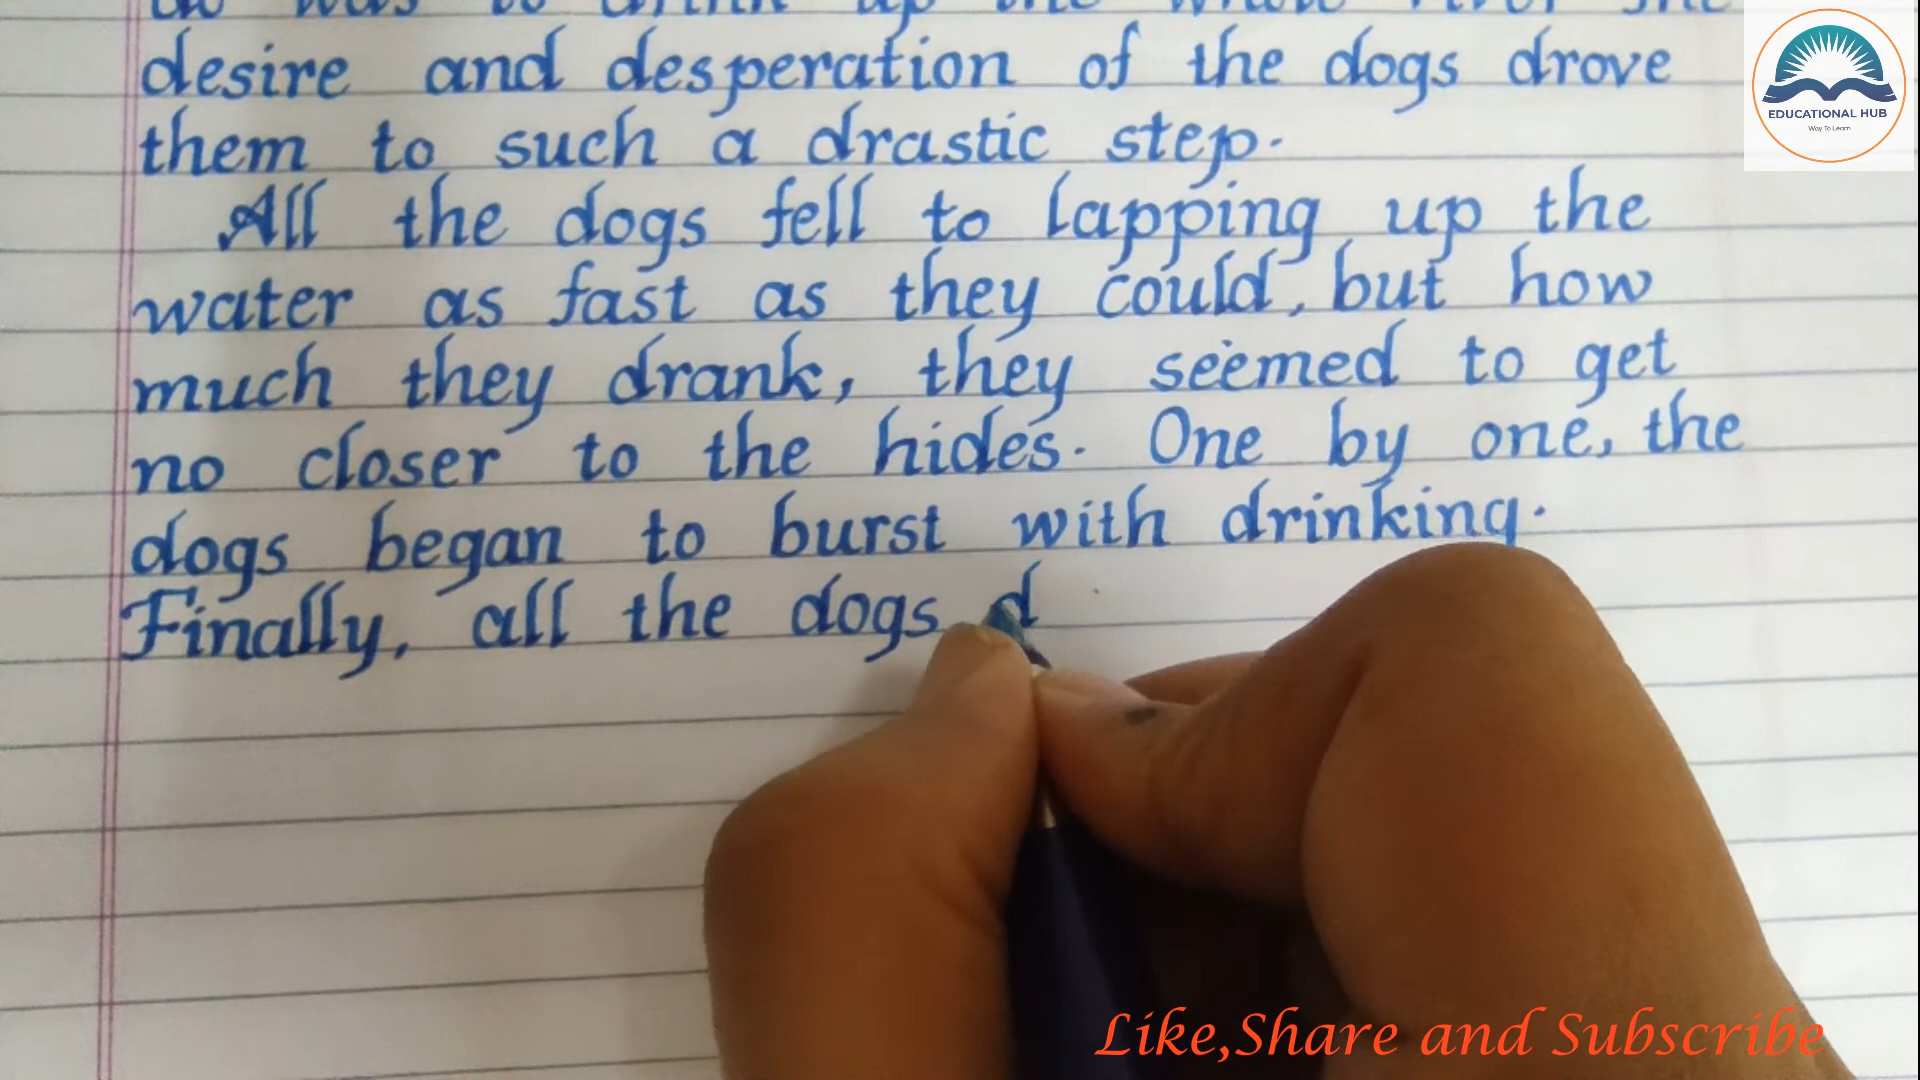 desire and desperation of the dogs drove
them to such a drastic step.
All the dogs fell to lapping up the
water as fast as they could, but how
much they drank, they seemed to get
no closer to the hides. One by one, the
dogs began to burst with drinking.
Finally, all the dogs d
EDUCATIONAL HUB
Way To Learn
Like,Share and Subscribe